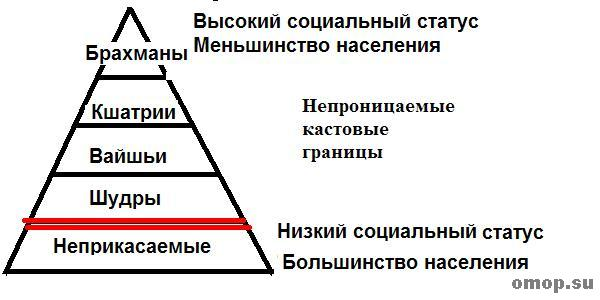 Высокий социальный статус
Брахманы
Меньшинство населения
Кшатрии
Непроницаемые
кастовые
границы
Вайшьи
Шудры
Низкий социальный статус
Неприкасаемые
Большинство населения
omop.su